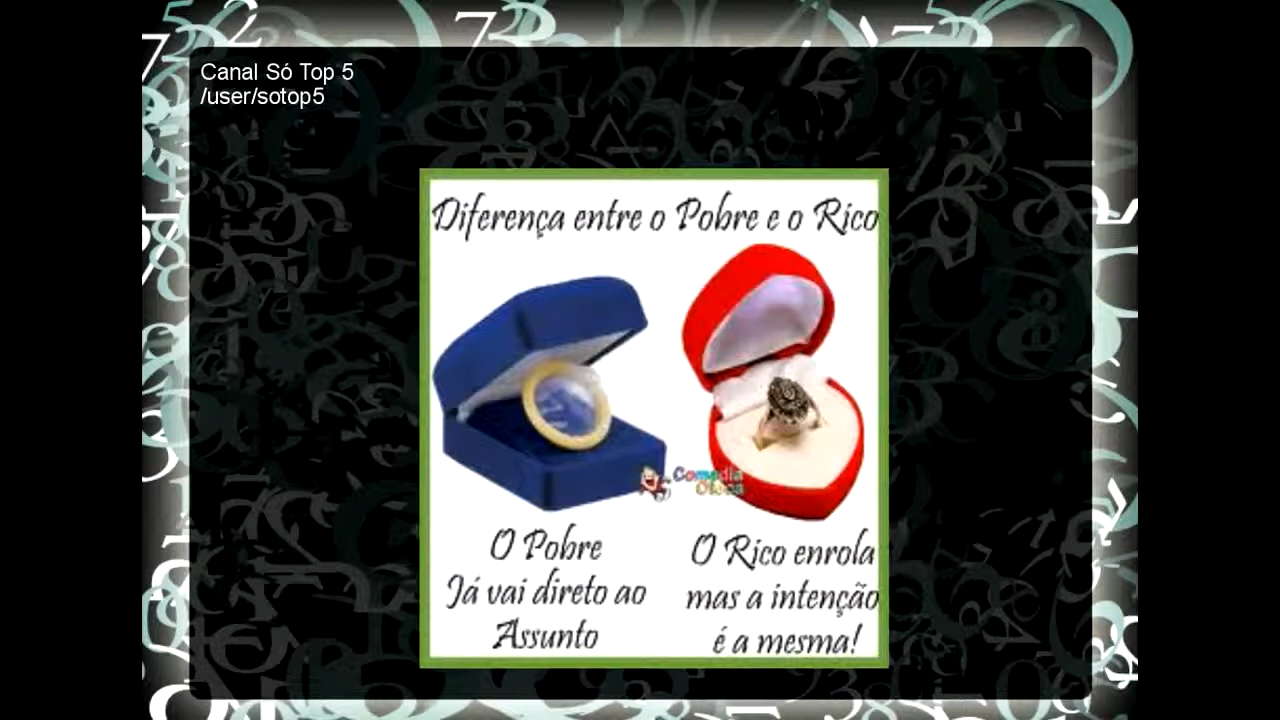 Canal Só Top 5
/user/sotop5
Diferença entre o Pobre e o Rico
Comedia
O Pobre
Já vai direto ao
Assunto
O Rico enrola
mas a intenção
é a mesma!